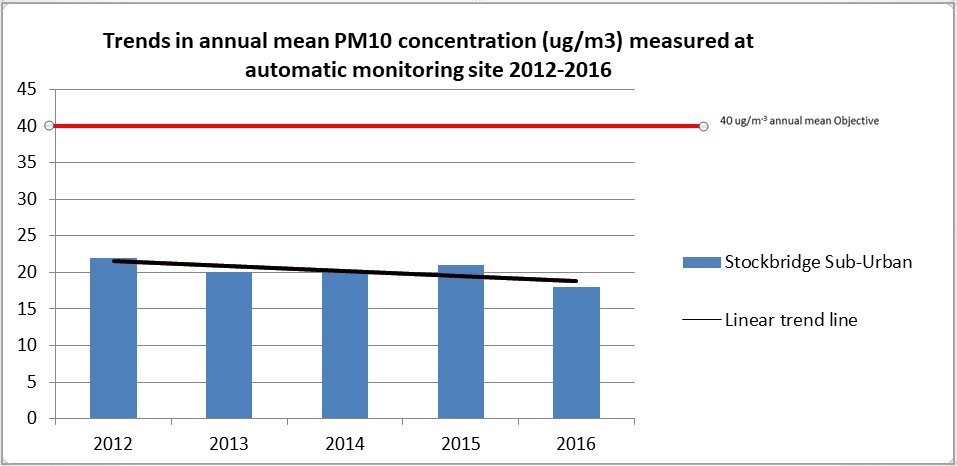 Trends in annual mean PM10 concentration (ug/m3) measured at
automatic monitoring site 2012-2016
45
40
35
30
25
20
15
10
5
0
2012 2013 2014 2015 2016
40 ug/m-3 annual mean Objective
Stockbridge Sub-Urban
Linear trend line